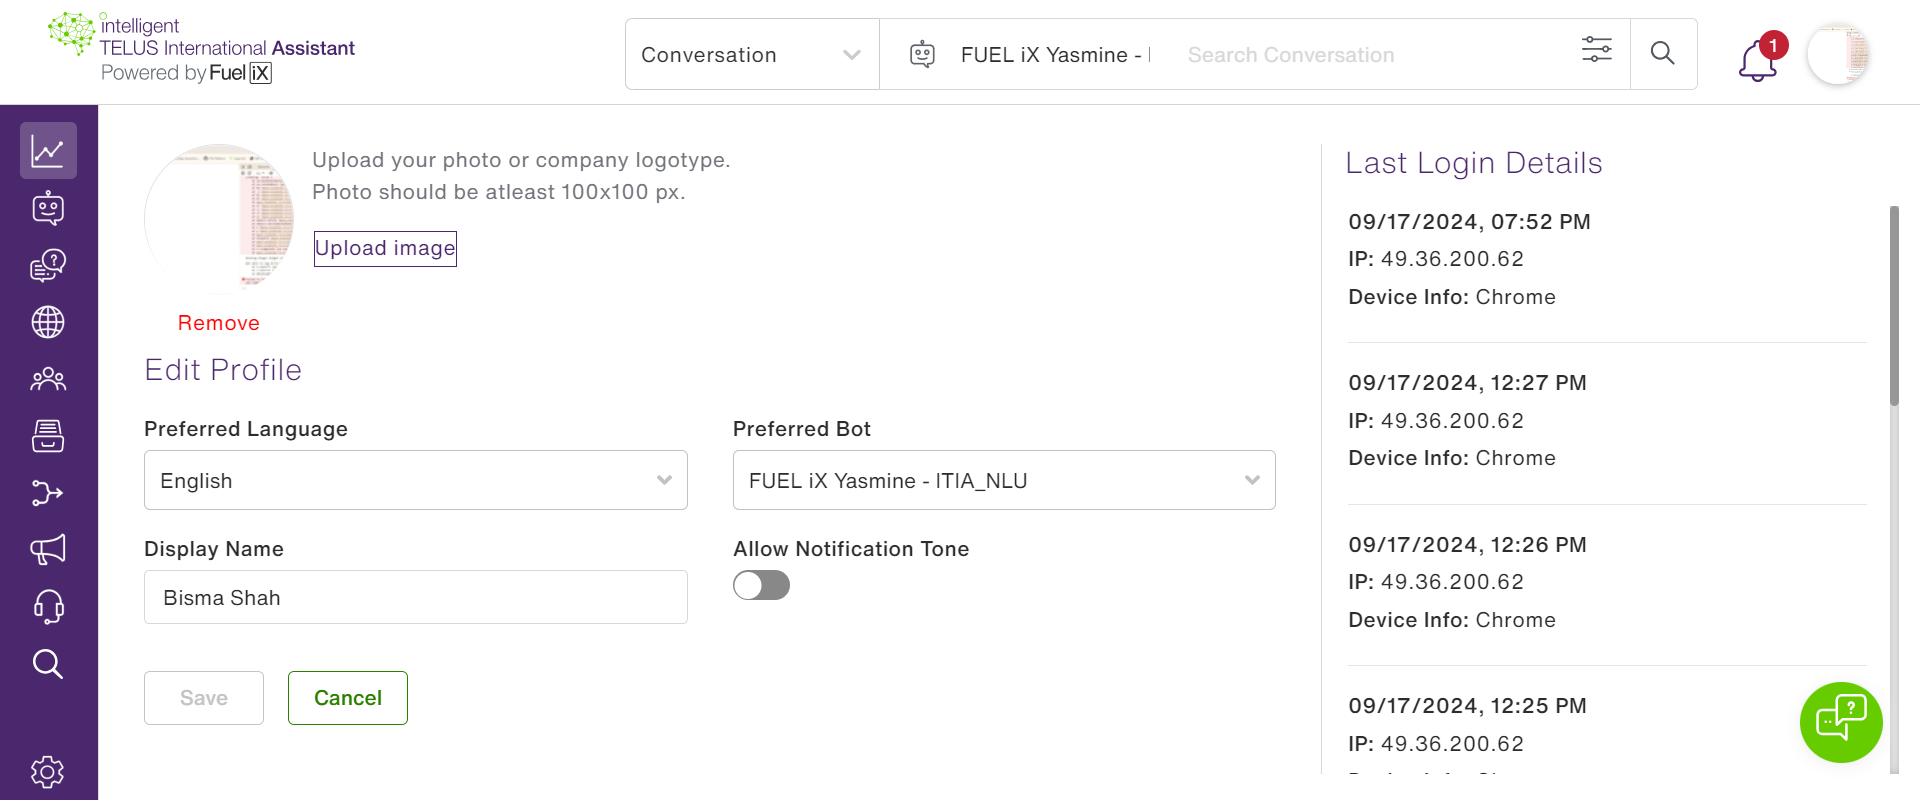 intelligent
TELUS International Assistant
Powered by Fuel iX
Conversation
FUEL iX Yasmine -
Search Conversation
1
Upload your photo or company logotype.
Photo should be atleast 100x100 px.
Upload image
Remove
Edit Profile
Preferred Language
English
Preferred Bot
FUEL iX Yasmine - ITIA_NLU
Display Name
Bisma Shah
Allow Notification Tone
Save
Cancel
Last Login Details
09/17/2024, 07:52 PM
IP: 49.36.200.62
Device Info: Chrome
09/17/2024, 12:27 PM
IP: 49.36.200.62
Device Info: Chrome
09/17/2024, 12:26 PM
IP: 49.36.200.62
Device Info: Chrome
09/17/2024, 12:25 PM
IP: 49.36.200.62